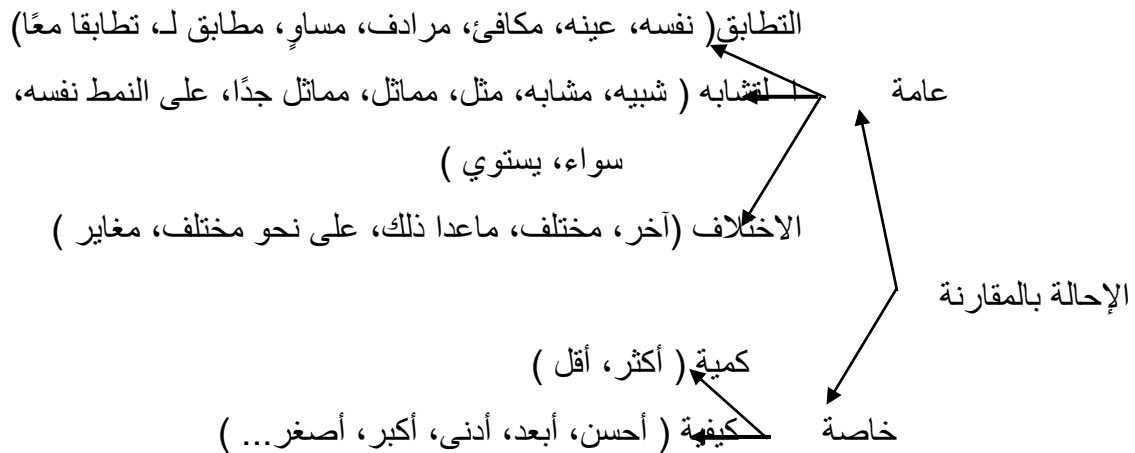 التطابق( نفسه، عينه، مكافئ، مرادف، مساوٍ، مطابق لـ، تطابقا معًا)
عامة التشابه ( شبيه، مشابه، مثل، مماثل، مماثل جدًا، على النمط نفسه،
سواء، يستوي )
الاختلاف (آخر، مختلف، ماعدا ذلك، على نحو مختلف، مغاير )
الإحالة بالمقارنة
كمية ( أكثر، أقل )
خاصة كيفية ( أحسن، أبعد، أدنى، أكبر، أصغر... )